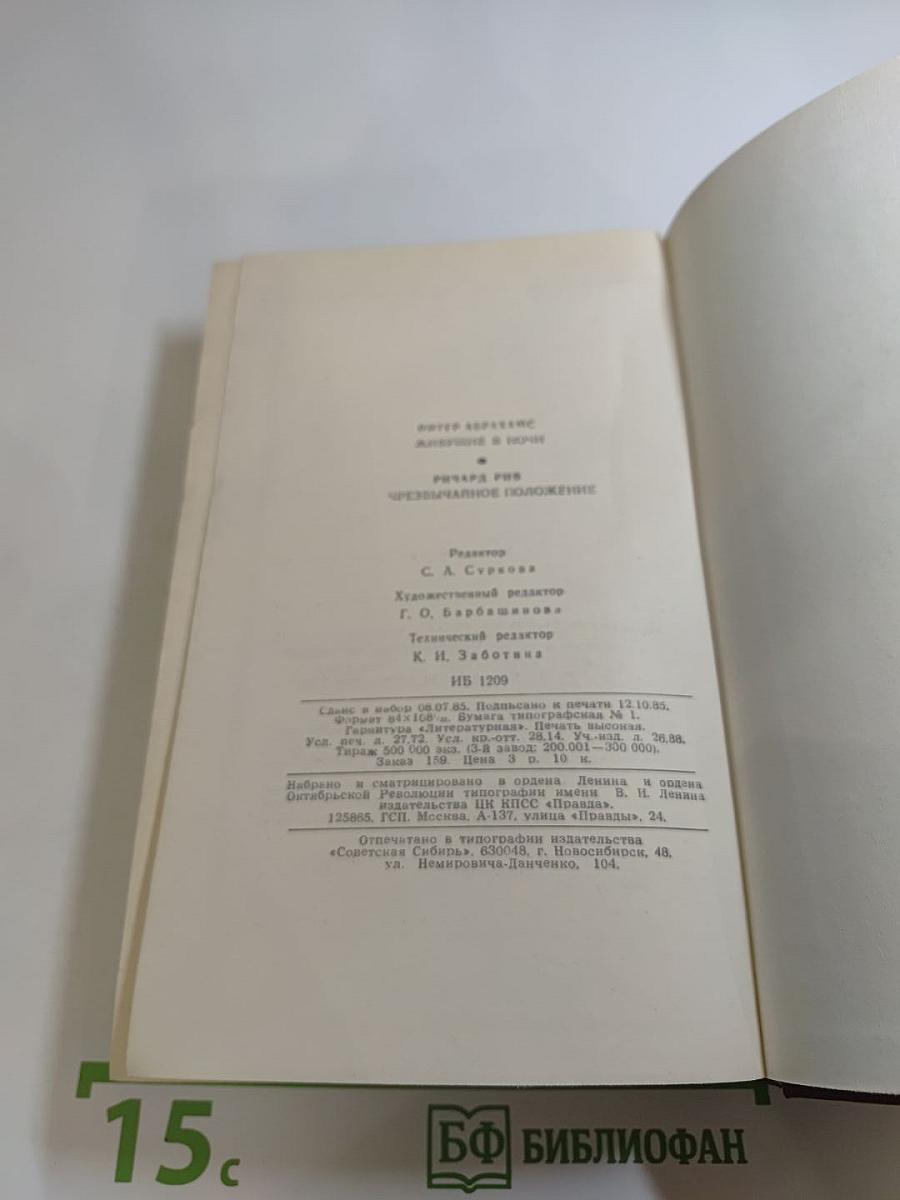 ПИТЕР АБРАХАМС
ЖИВУЩИЕ В НОЧИ
РИЧАРД РИВ
ЧРЕЗВЫЧАЙНОЕ ПОЛОЖЕНИЕ
Редактор
С. А. Суркова
Художественный редактор
Г. О. Барбашинова
Технический редактор
К. И. Заботина
ИБ 1209
Сдано в набор 08.07.85. Подписано к печати 12.10.85.
Формат 84×108¹/₃₂. Бумага типографская № 1.
Гарнитура «Литературная». Печать высокая.
Усл. печ. л. 27,72. Усл. кр.-отт. 28,14. Уч.-изд. л. 26,88.
Тираж 500 000 экз. (3-й завод: 200.001—300 000).
Заказ 159. Цена 3 р. 10 к.
Набрано и сматрицировано в ордена Ленина и ордена
Октябрьской Революции типографии имени В. И. Ленина
издательства ЦК КПСС «Правда».
125865, ГСП, Москва, А-137, улица «Правды», 24.
Отпечатано в типографии издательства
«Советская Сибирь», 630048, г. Новосибирск, 48,
ул. Немировича-Данченко, 104.
15 с БФ БИБЛИОФАН